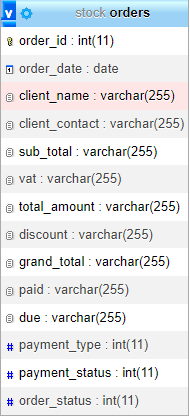 v stock orders
order_id : int(11)
order_date : date
client_name : varchar(255)
client_contact : varchar(255)
sub_total : varchar(255)
vat : varchar(255)
total_amount : varchar(255)
discount : varchar(255)
grand_total : varchar(255)
paid : varchar(255)
due : varchar(255)
# payment_type : int(11)
# payment_status : int(11)
# order_status : int(11)